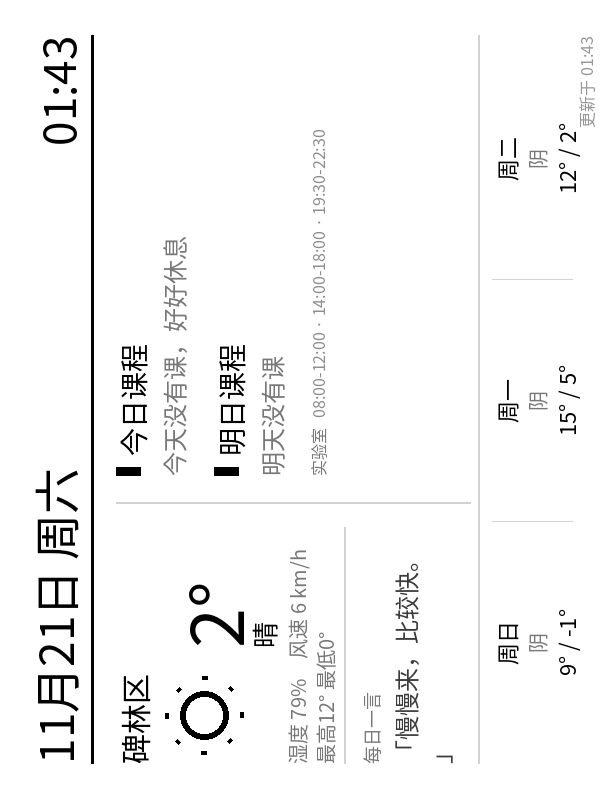 11月21日 周六
01:43
碑林区
2°
晴
湿度 79% 风速 6 km/h
最高12° 最低0°
每日一言
「慢慢来，比较快。
」
今日课程
今天没有课，好好休息
明日课程
明天没有课
实验室 08:00-12:00 · 14:00-18:00 · 19:30-22:30
周日
阴
9° / -1°
周一
阴
15° / 5°
周二
阴
12° / 2°
更新于 01:43